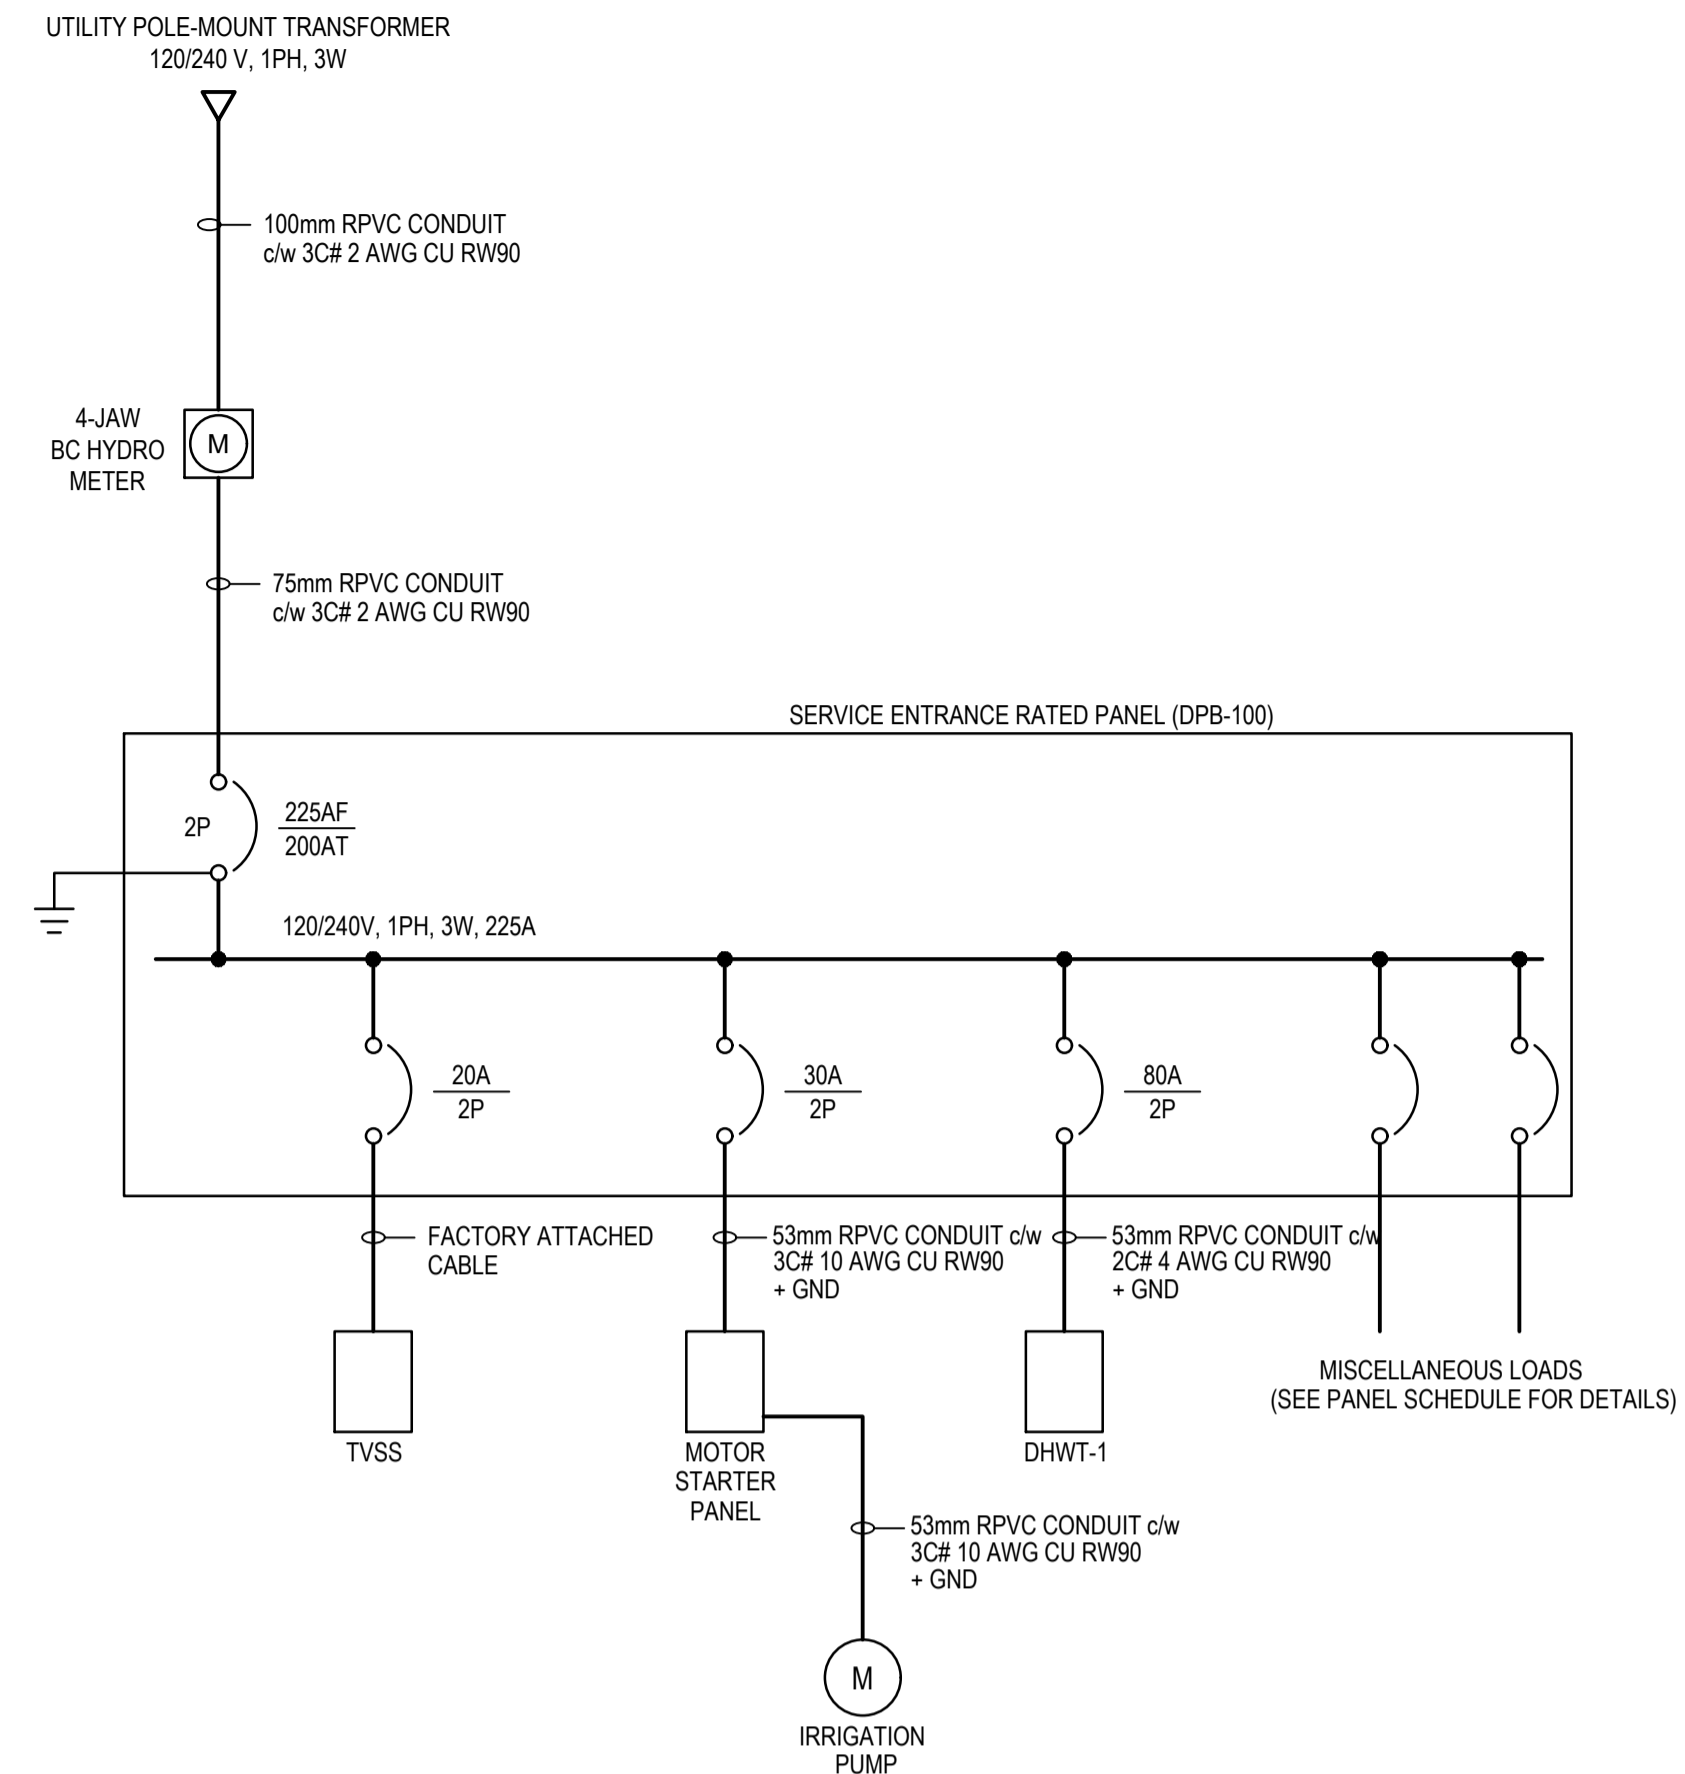 UTILITY POLE-MOUNT TRANSFORMER
120/240 V, 1PH, 3W
100mm RPVC CONDUIT
c/w 3C# 2 AWG CU RW90
4-JAW
BC HYDRO
METER
M
75mm RPVC CONDUIT
c/w 3C# 2 AWG CU RW90
SERVICE ENTRANCE RATED PANEL (DPB-100)
2P
225AF
200AT
120/240V, 1PH, 3W, 225A
20A
2P
30A
2P
80A
2P
FACTORY ATTACHED
CABLE
53mm RPVC CONDUIT c/w
3C# 10 AWG CU RW90
+ GND
53mm RPVC CONDUIT c/w
2C# 4 AWG CU RW90
+ GND
TVSS
MOTOR
STARTER
PANEL
DHWT-1
MISCELLANEOUS LOADS
(SEE PANEL SCHEDULE FOR DETAILS)
53mm RPVC CONDUIT c/w
3C# 10 AWG CU RW90
+ GND
M
IRRIGATION
PUMP